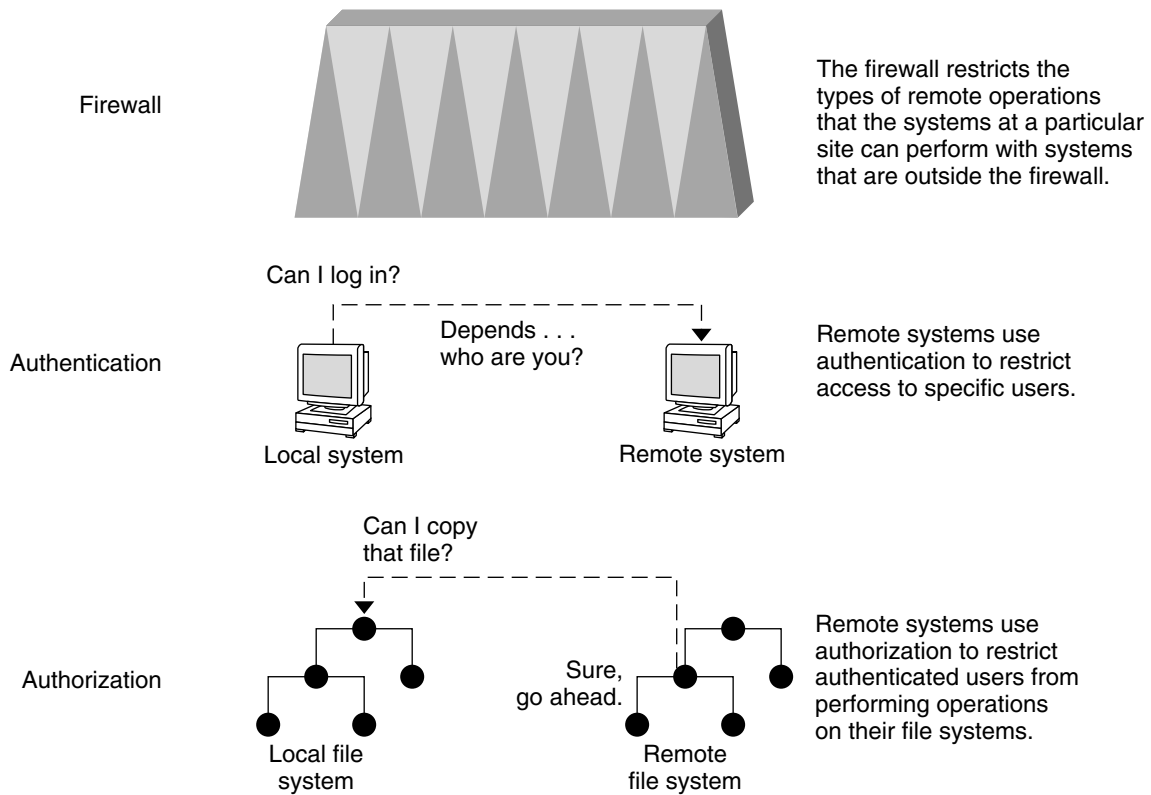 Firewall
The firewall restricts the
types of remote operations
that the systems at a particular
site can perform with systems
that are outside the firewall.
Can I log in?
Depends . . .
who are you?
Authentication
Local system
Remote system
Remote systems use
authentication to restrict
access to specific users.
Can I copy
that file?
Authorization
Sure,
go ahead.
Local file
system
Remote
file system
Remote systems use
authorization to restrict
authenticated users from
performing operations
on their file systems.